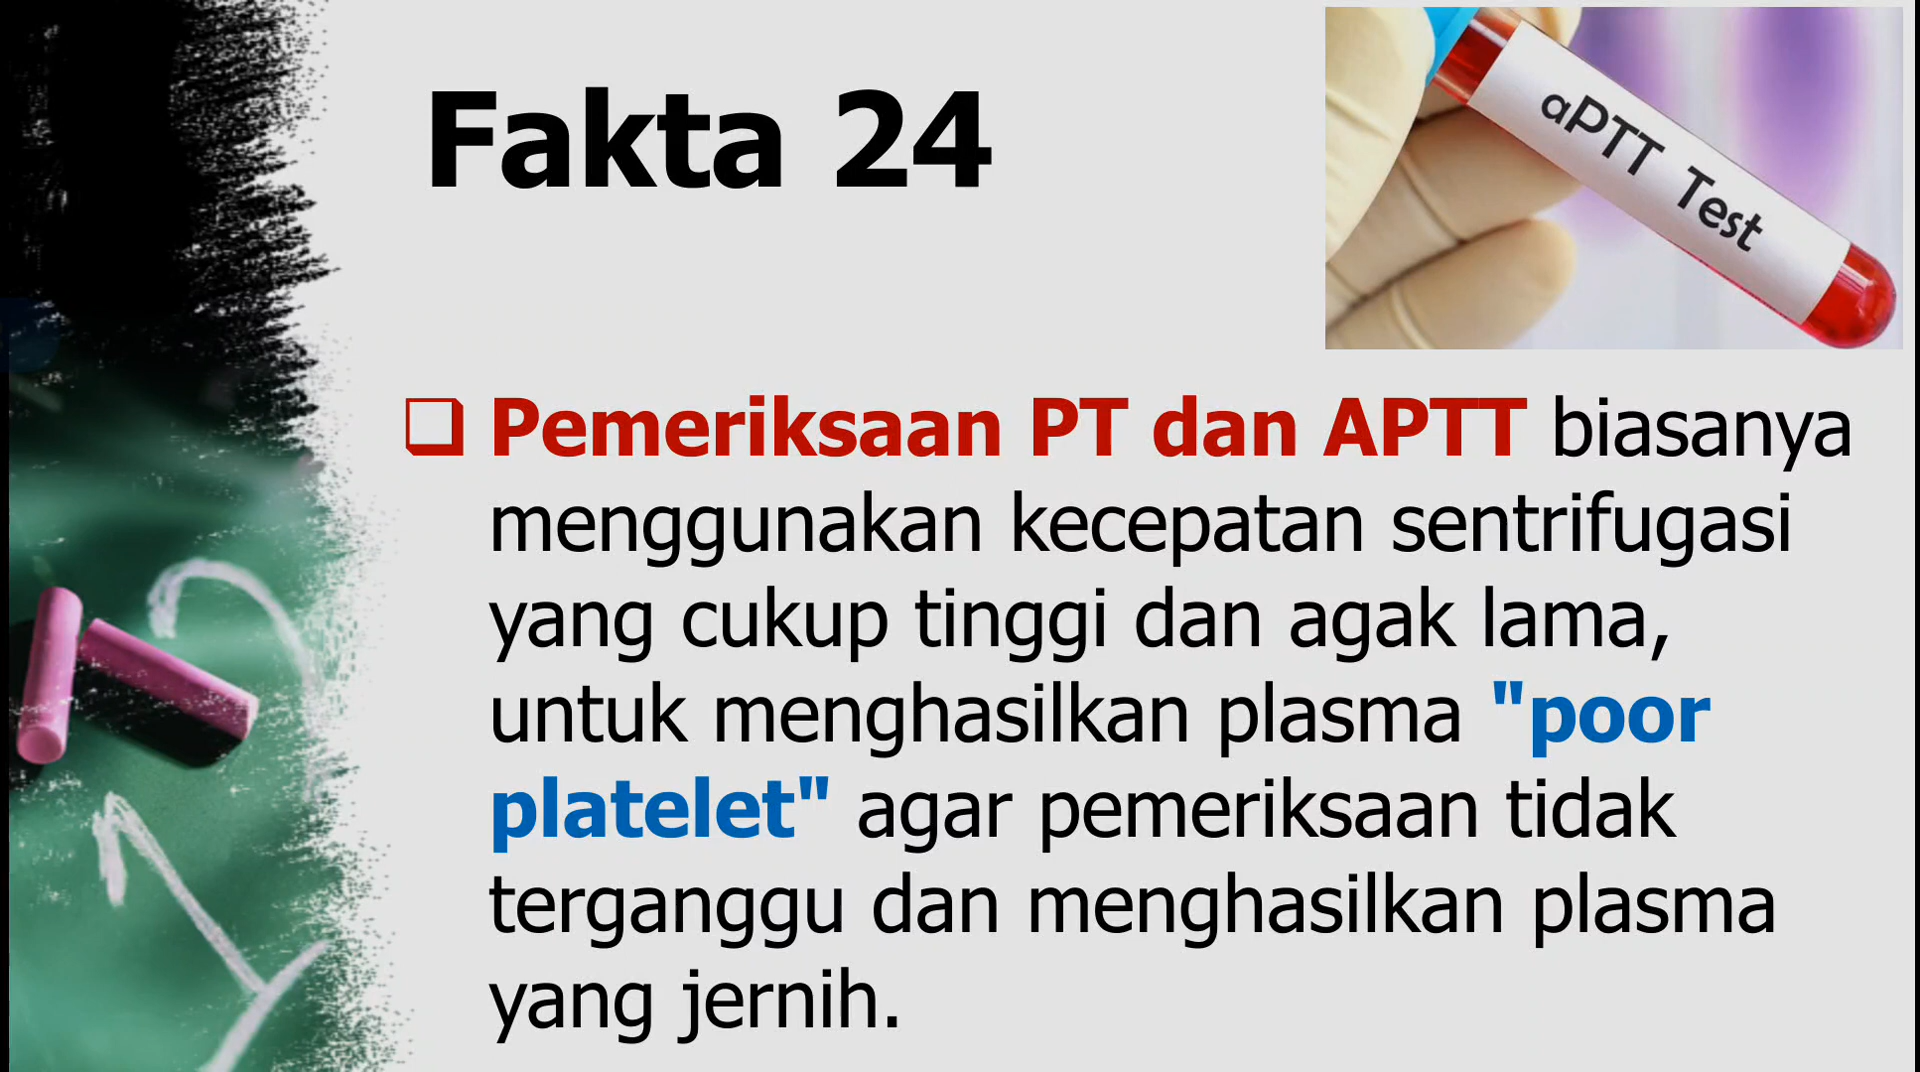 Fakta 24
aPTT Test
Pemeriksaan PT dan APTT biasanya
menggunakan kecepatan sentrifugasi
yang cukup tinggi dan agak lama,
untuk menghasilkan plasma "poor
platelet" agar pemeriksaan tidak
terganggu dan menghasilkan plasma
yang jernih.